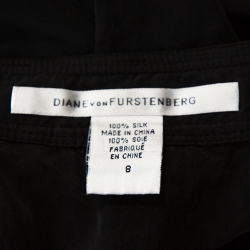 DIANE VON FURSTENBERG
100% SILK
MADE IN CHINA
100% SOIE
FABRIQUÉ
EN CHINE
8